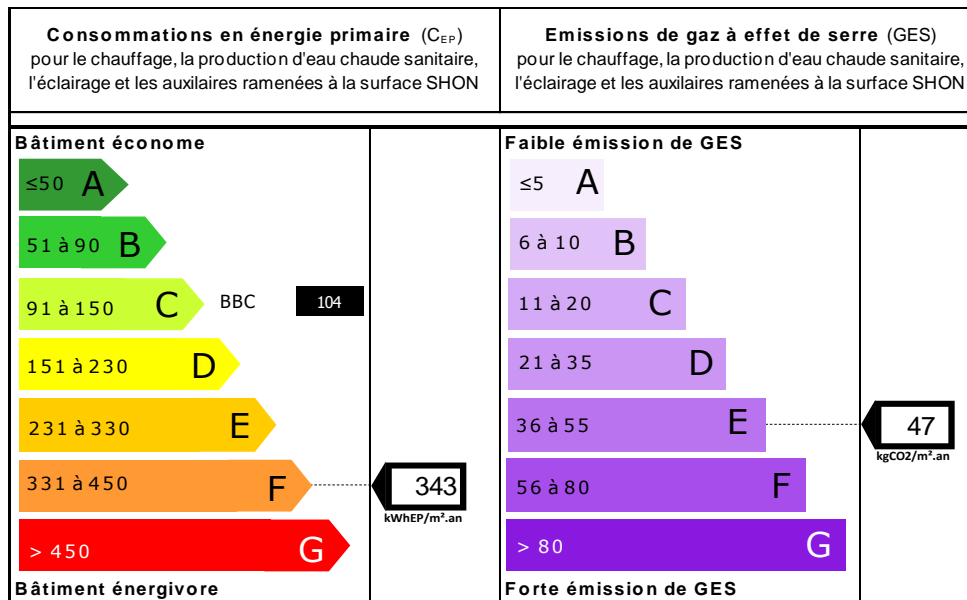 Consommations en énergie primaire (CEP)
pour le chauffage, la production d'eau chaude sanitaire,
l'éclairage et les auxilaires ramenées à la surface SHON
Emissions de gaz à effet de serre (GES)
pour le chauffage, la production d'eau chaude sanitaire,
l'éclairage et les auxilaires ramenées à la surface SHON
Bâtiment économe
≤50 A
51 à 90 B
91 à 150 C BBC 104
151 à 230 D
231 à 330 E
331 à 450 F 343
kWhEP/m².an
> 450 G
Bâtiment énergivore
Faible émission de GES
≤5 A
6 à 10 B
11 à 20 C
21 à 35 D
36 à 55 E 47
kgCO2/m².an
56 à 80 F
> 80 G
Forte émission de GES